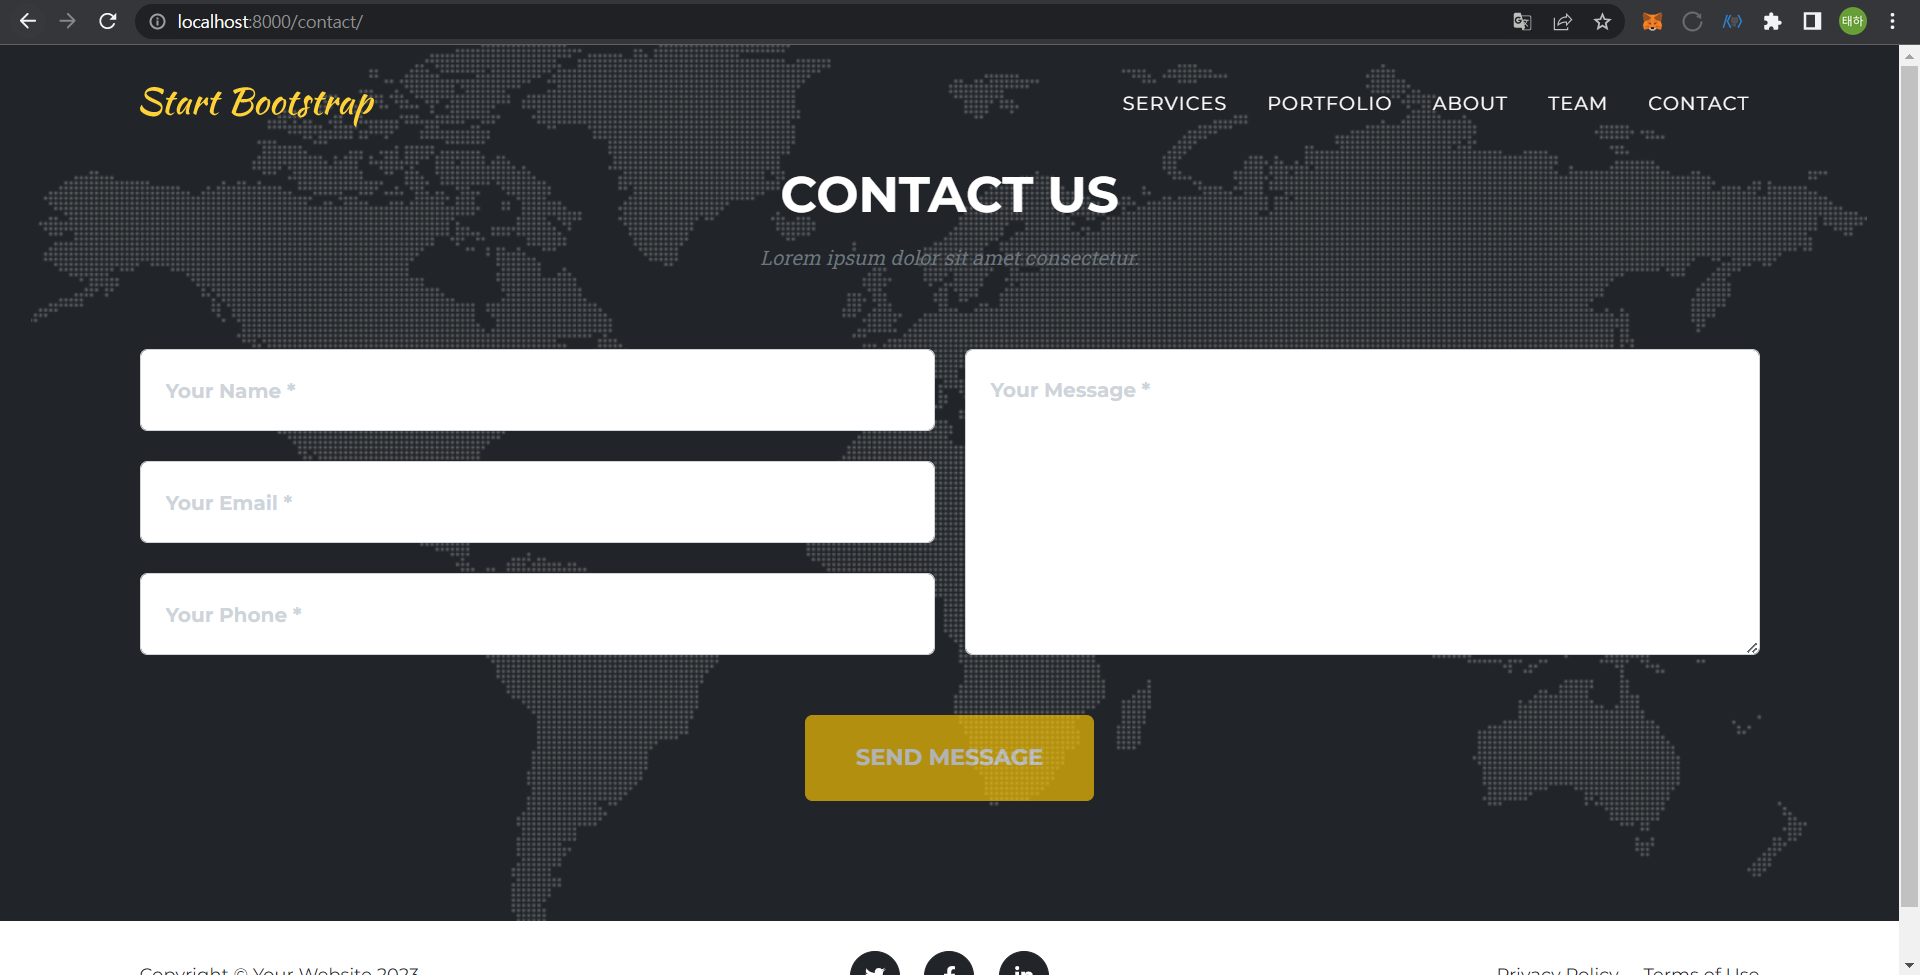 localhost:8000/contact/
태하
Start Bootstrap
SERVICES PORTFOLIO ABOUT TEAM CONTACT
CONTACT US
Lorem ipsum dolor sit amet consectetur.
Your Name *
Your Message *
Your Email *
Your Phone *
SEND MESSAGE
Copyright © Your Website 2023
Privacy Policy Terms of Use